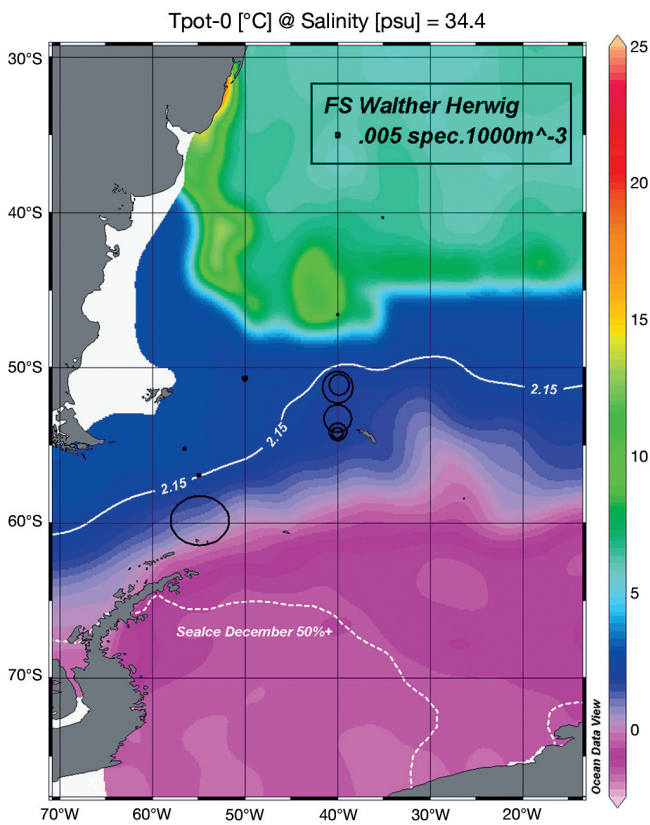 Tpot-0 [°C] @ Salinity [psu] = 34.4
30°S
40°S
50°S
60°S
70°S
FS Walther Herwig
.005 spec.1000m^-3
2.15
2.15
2.15
SeaIce December 50%+
70°W
60°W
50°W
40°W
30°W
20°W
Ocean Data View
25
20
15
10
5
0